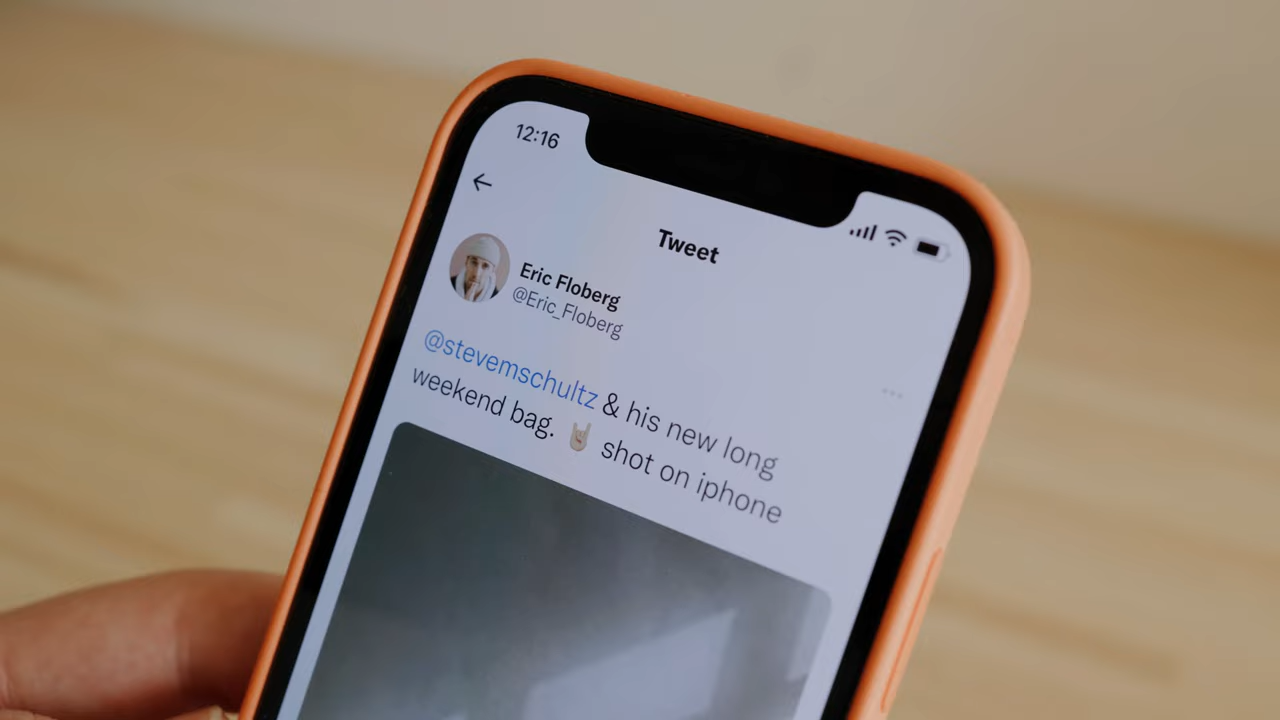 12:16
Tweet
Eric Floberg
@Eric_Floberg
@stevemschultz & his new long
weekend bag. 🤘🏼 shot on iphone